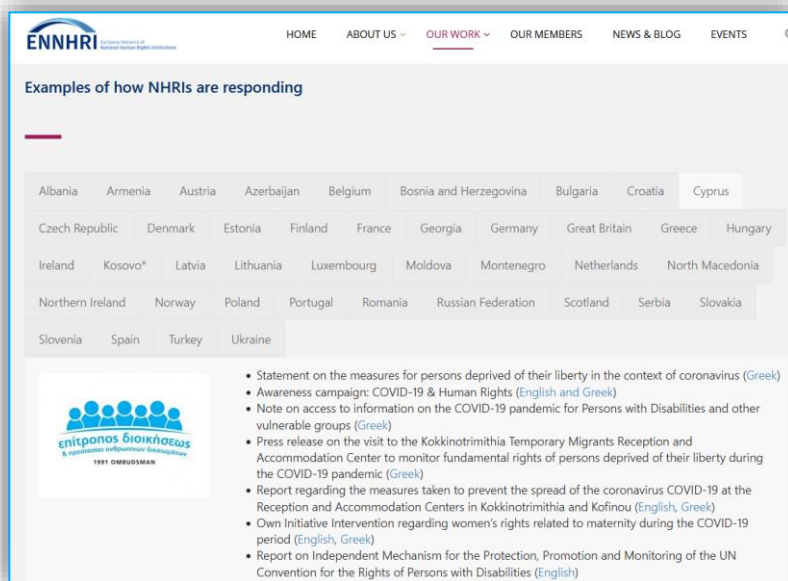 ENNHRI European Network of
National Human Rights Institutions
HOME ABOUT US OUR WORK OUR MEMBERS NEWS & BLOG EVENTS
Examples of how NHRIs are responding
Albania Armenia Austria Azerbaijan Belgium Bosnia and Herzegovina Bulgaria Croatia Cyprus
Czech Republic Denmark Estonia Finland France Georgia Germany Great Britain Greece Hungary
Ireland Kosovo* Latvia Lithuania Luxembourg Moldova Montenegro Netherlands North Macedonia
Northern Ireland Norway Poland Portugal Romania Russian Federation Scotland Serbia Slovakia
Slovenia Spain Turkey Ukraine
επίτροπος διοικήσεως
& προστασίας ανθρωπίνων δικαιωμάτων
1991 OMBUDSMAN
• Statement on the measures for persons deprived of their liberty in the context of coronavirus (Greek)
• Awareness campaign: COVID-19 & Human Rights (English and Greek)
• Note on access to information on the COVID-19 pandemic for Persons with Disabilities and other
vulnerable groups (Greek)
• Press release on the visit to the Kokkinotrimithia Temporary Migrants Reception and
Accommodation Center to monitor fundamental rights of persons deprived of their liberty during
the COVID-19 pandemic (Greek)
• Report regarding the measures taken to prevent the spread of the coronavirus COVID-19 at the
Reception and Accommodation Centers in Kokkinotrimithia and Kofinou (English, Greek)
• Own Initiative Intervention regarding women's rights related to maternity during the COVID-19
period (English, Greek)
• Report on Independent Mechanism for the Protection, Promotion and Monitoring of the UN
Convention for the Rights of Persons with Disabilities (English)